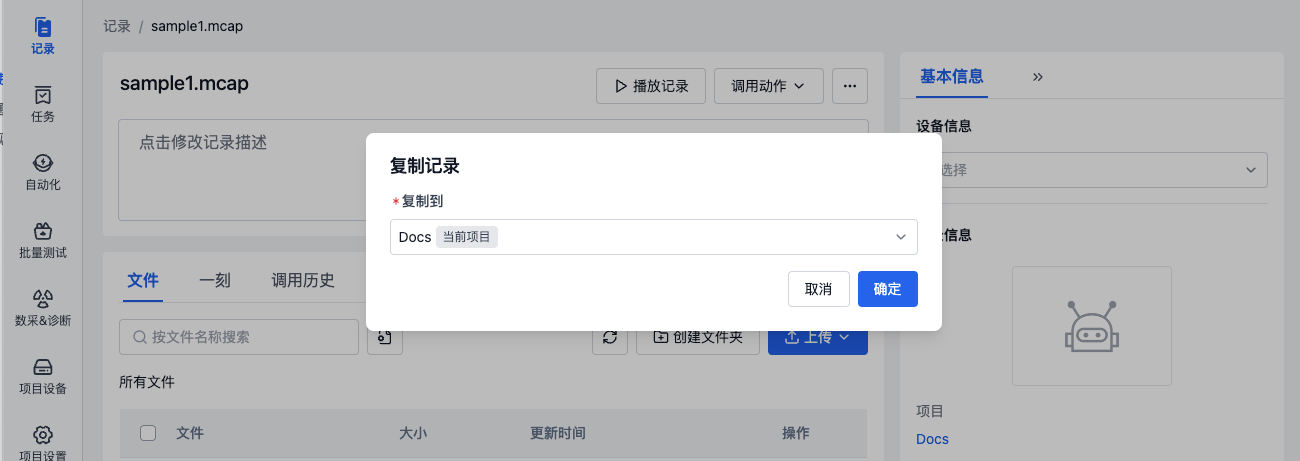 记录
任务
自动化
批量测试
数采&诊断
项目设备
项目设置
记录 / sample1.mcap
sample1.mcap
播放记录
调用动作
点击修改记录描述
复制记录
*复制到
Docs 当前项目
取消
确定
文件
一刻
调用历史
按文件名称搜索
创建文件夹
上传
所有文件
文件 大小 更新时间 操作
基本信息
设备信息
选择
信息
项目
Docs